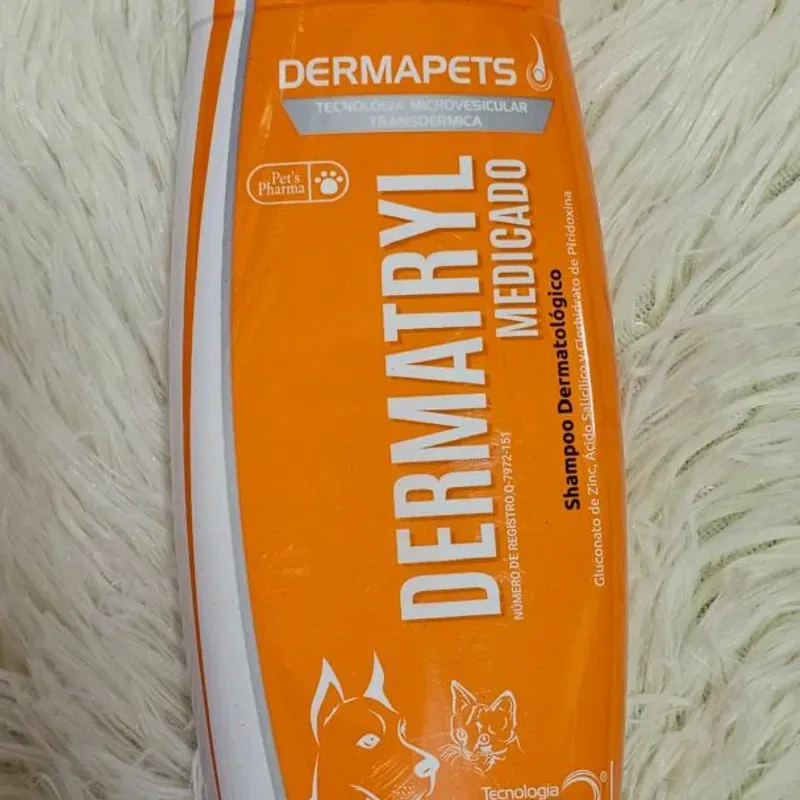 DERMAPETS
TECNOLOGÍA MICROVESICULAR
TRANSDERMICA
Pet's
Pharma
DERMATRYL
MEDICADO
NÚMERO DE REGISTRO Q-7972-151
Shampoo Dermatológico
Gluconato de Zinc, Ácido Salicílico y Clorhidrato de Piridoxina
Tecnología